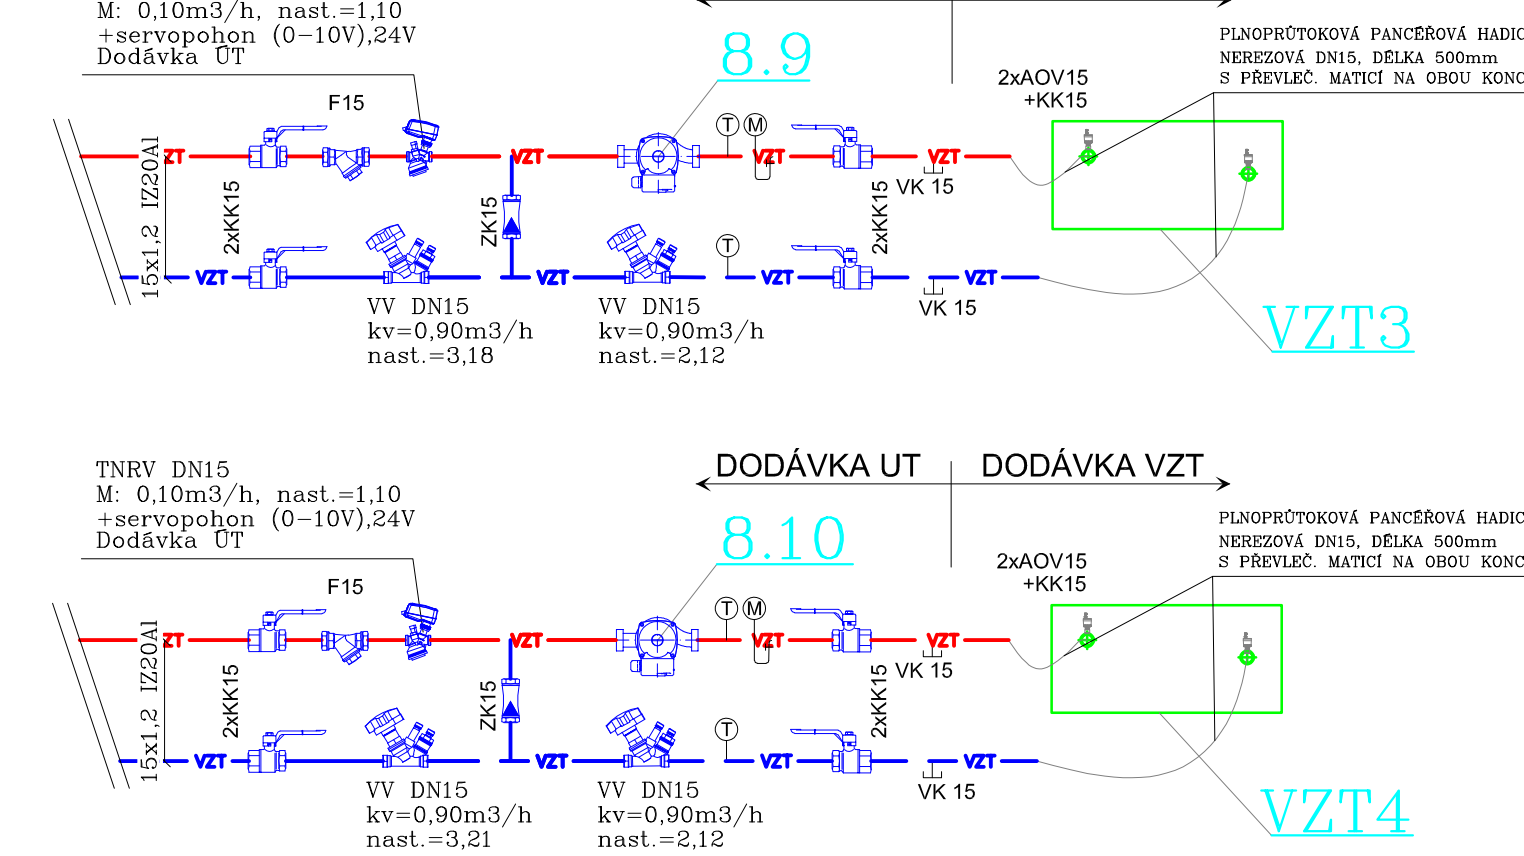 M: 0,10m3/h, nast.=1,10
+servopohon (0-10V),24V
Dodávka ÚT
8.9
PLNOPRŮTOKOVÁ PANCÉŘOVÁ HADIC
NEREZOVÁ DN15, DÉLKA 500mm
S PŘEVLEČ. MATICÍ NA OBOU KONC
2xAOV15
+KK15
F15
T
M
VZT
VZT
VZT
VZT
VK 15
15x1,2 IZ20Al
2xKK15
ZK15
2xKK15
T
VZT
VZT
VZT
VZT
VK 15
VV DN15
kv=0,90m3/h
nast.=3,18
VV DN15
kv=0,90m3/h
nast.=2,12
VZT3
DODÁVKA UT
DODÁVKA VZT
TNRV DN15
M: 0,10m3/h, nast.=1,10
+servopohon (0-10V),24V
Dodávka ÚT
8.10
PLNOPRŮTOKOVÁ PANCÉŘOVÁ HADIC
NEREZOVÁ DN15, DÉLKA 500mm
S PŘEVLEČ. MATICÍ NA OBOU KONC
2xAOV15
+KK15
F15
T
M
VZT
VZT
VZT
VZT
VK 15
15x1,2 IZ20Al
2xKK15
ZK15
2xKK15
T
VZT
VZT
VZT
VZT
VK 15
VV DN15
kv=0,90m3/h
nast.=3,21
VV DN15
kv=0,90m3/h
nast.=2,12
VZT4